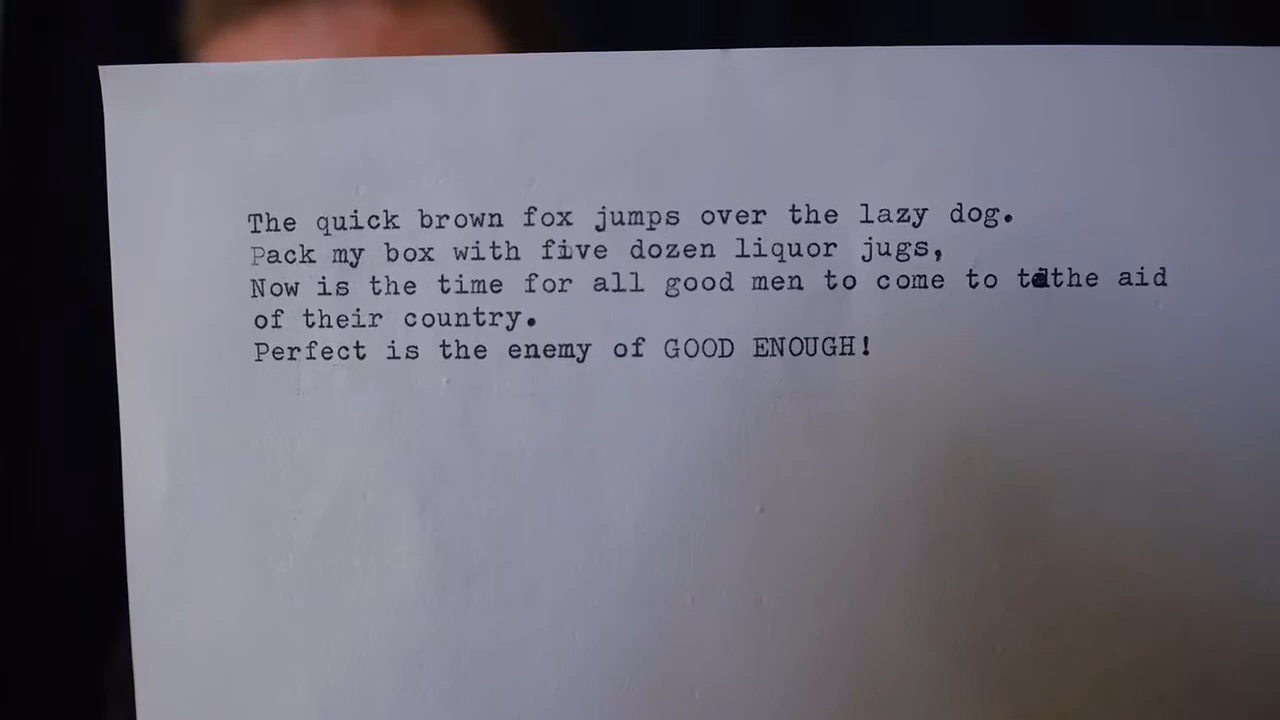 The quick brown fox jumps over the lazy dog.
Pack my box with five dozen liquor jugs,
Now is the time for all good men to come to the aid
of their country.
Perfect is the enemy of GOOD ENOUGH!